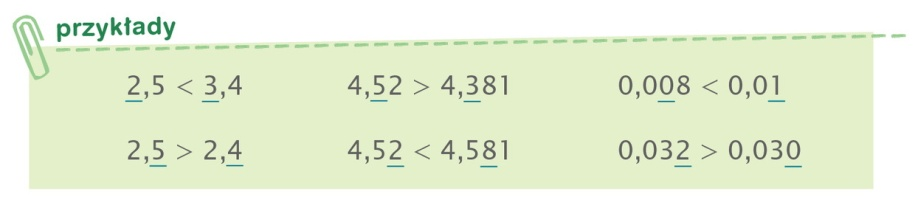 przykłady
2,5 < 3,4 4,52 > 4,381 0,008 < 0,01
2,5 > 2,4 4,52 < 4,581 0,032 > 0,030